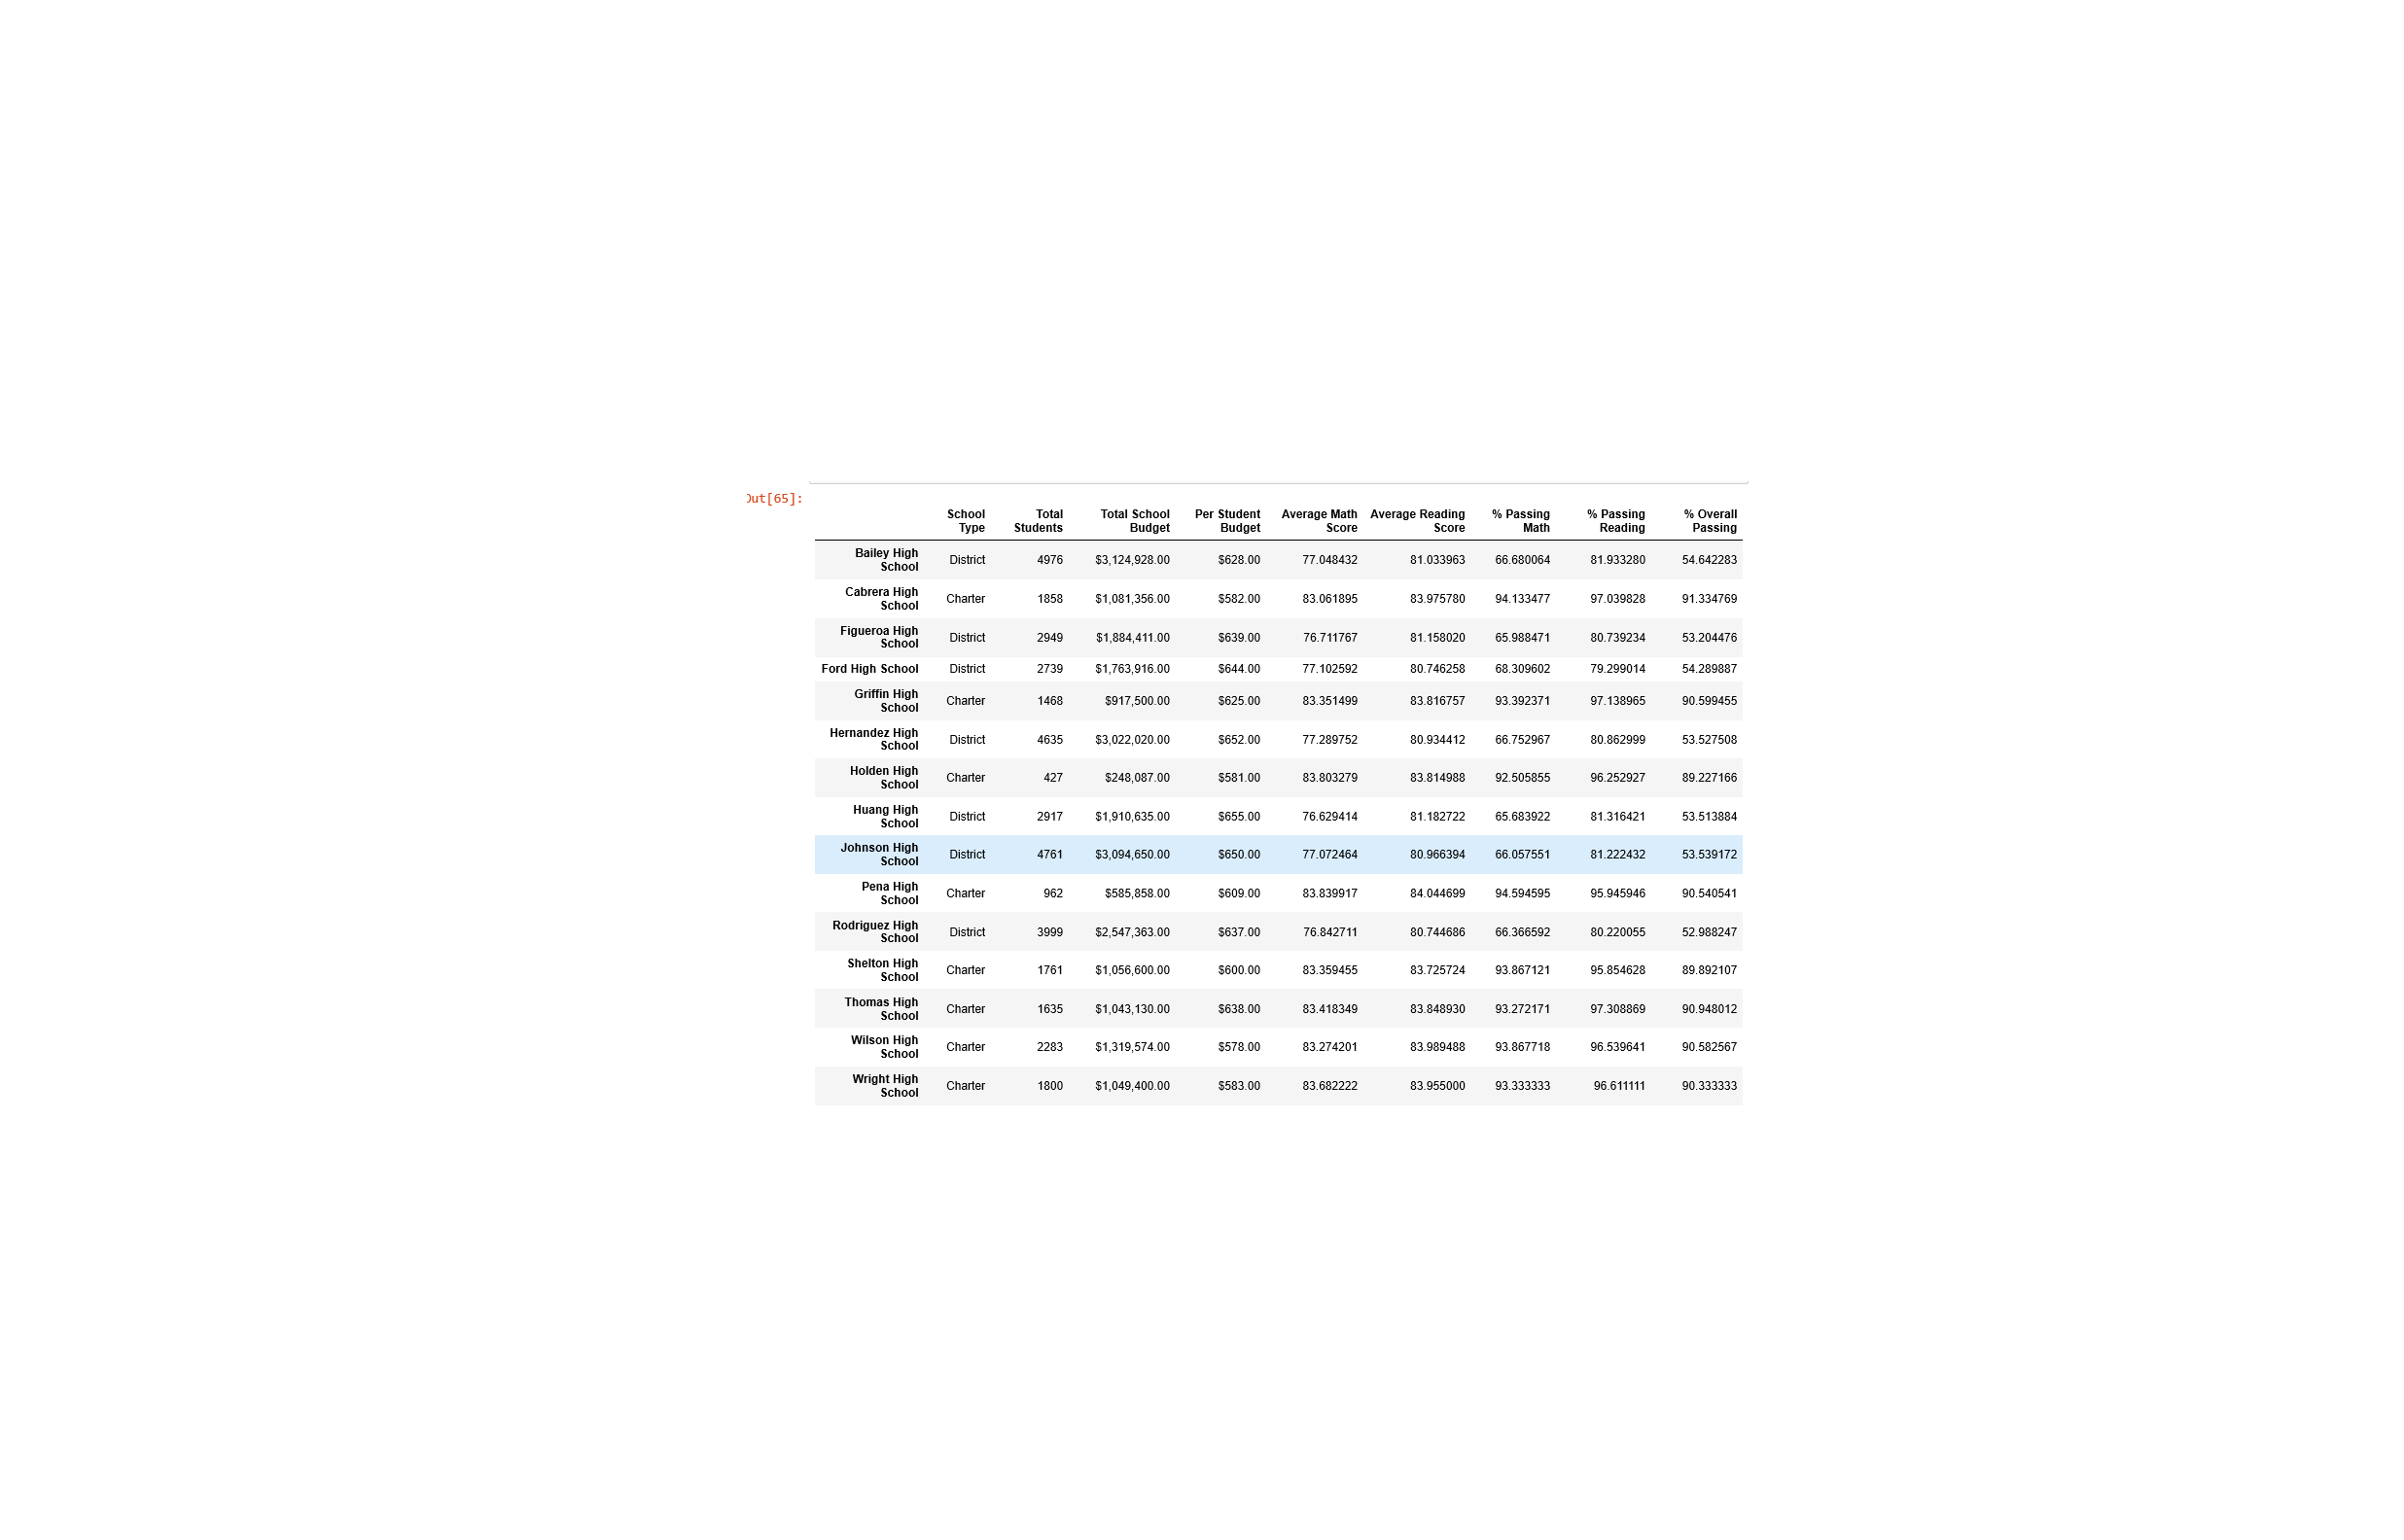 Out[65]:
School Type Total Students Total School Budget Per Student Budget Average Math Score Average Reading Score % Passing Math % Passing Reading % Overall Passing
Bailey High School District 4976 $3,124,928.00 $628.00 77.048432 81.033963 66.680064 81.933280 54.642283
Cabrera High School Charter 1858 $1,081,356.00 $582.00 83.061895 83.975780 94.133477 97.039828 91.334769
Figueroa High School District 2949 $1,884,411.00 $639.00 76.711767 81.158020 65.988471 80.739234 53.204476
Ford High School District 2739 $1,763,916.00 $644.00 77.102592 80.746258 68.309602 79.299014 54.289887
Griffin High School Charter 1468 $917,500.00 $625.00 83.351499 83.816757 93.392371 97.138965 90.599455
Hernandez High School District 4635 $3,022,020.00 $652.00 77.289752 80.934412 66.752967 80.862999 53.527508
Holden High School Charter 427 $248,087.00 $581.00 83.803279 83.814988 92.505855 96.252927 89.227166
Huang High School District 2917 $1,910,635.00 $655.00 76.629414 81.182722 65.683922 81.316421 53.513884
Johnson High School District 4761 $3,094,650.00 $650.00 77.072464 80.966394 66.057551 81.222432 53.539172
Pena High School Charter 962 $585,858.00 $609.00 83.839917 84.044699 94.594595 95.945946 90.540541
Rodriguez High School District 3999 $2,547,363.00 $637.00 76.842711 80.744686 66.366592 80.220055 52.988247
Shelton High School Charter 1761 $1,056,600.00 $600.00 83.359455 83.725724 93.867121 95.854628 89.892107
Thomas High School Charter 1635 $1,043,130.00 $638.00 83.418349 83.848930 93.272171 97.308869 90.948012
Wilson High School Charter 2283 $1,319,574.00 $578.00 83.274201 83.989488 93.867718 96.539641 90.582567
Wright High School Charter 1800 $1,049,400.00 $583.00 83.682222 83.955000 93.333333 96.611111 90.333333